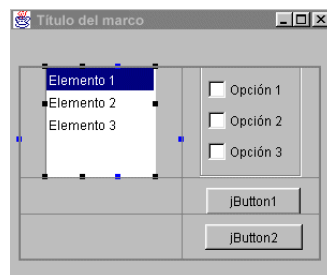 Título del marco
Elemento 1
Elemento 2
Elemento 3
Opción 1
Opción 2
Opción 3
jButton1
jButton2